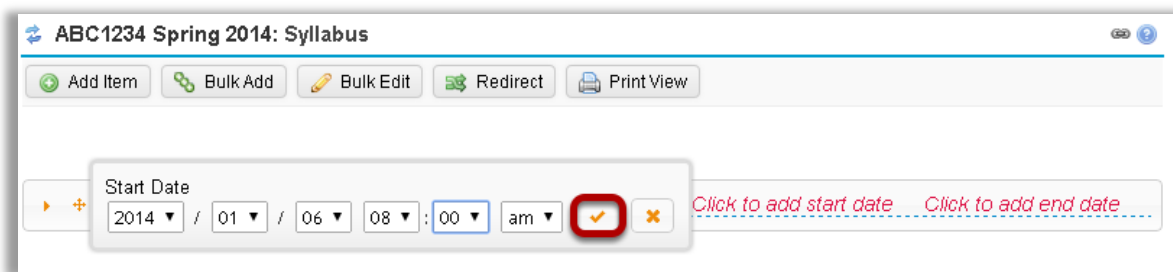 ABC1234 Spring 2014: Syllabus
Add Item Bulk Add Bulk Edit Redirect Print View
Start Date
2014 / 01 / 06 08 : 00 am
Click to add start date Click to add end date